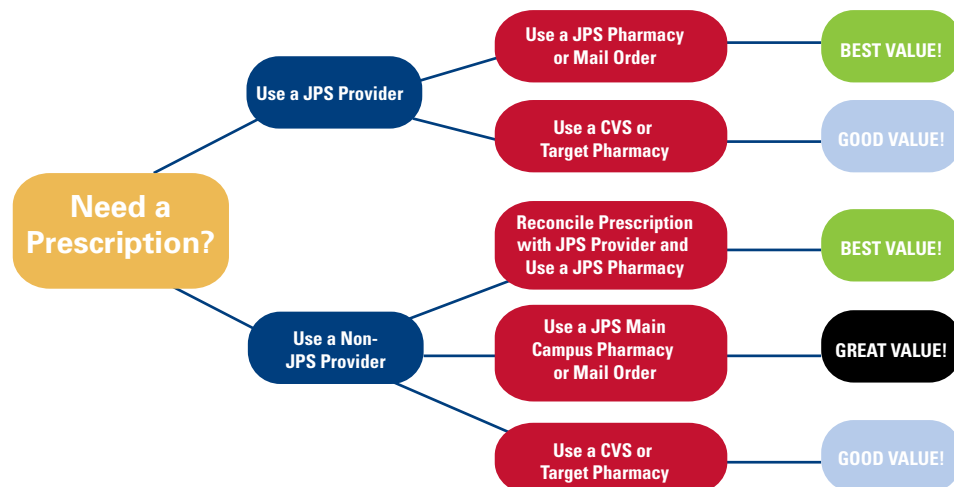 Need a
Prescription?
Use a JPS Provider
Use a JPS Pharmacy
or Mail Order
BEST VALUE!
Use a CVS or
Target Pharmacy
GOOD VALUE!
Use a Non-
JPS Provider
Reconcile Prescription
with JPS Provider and
Use a JPS Pharmacy
BEST VALUE!
Use a JPS Main
Campus Pharmacy
or Mail Order
GREAT VALUE!
Use a CVS or
Target Pharmacy
GOOD VALUE!